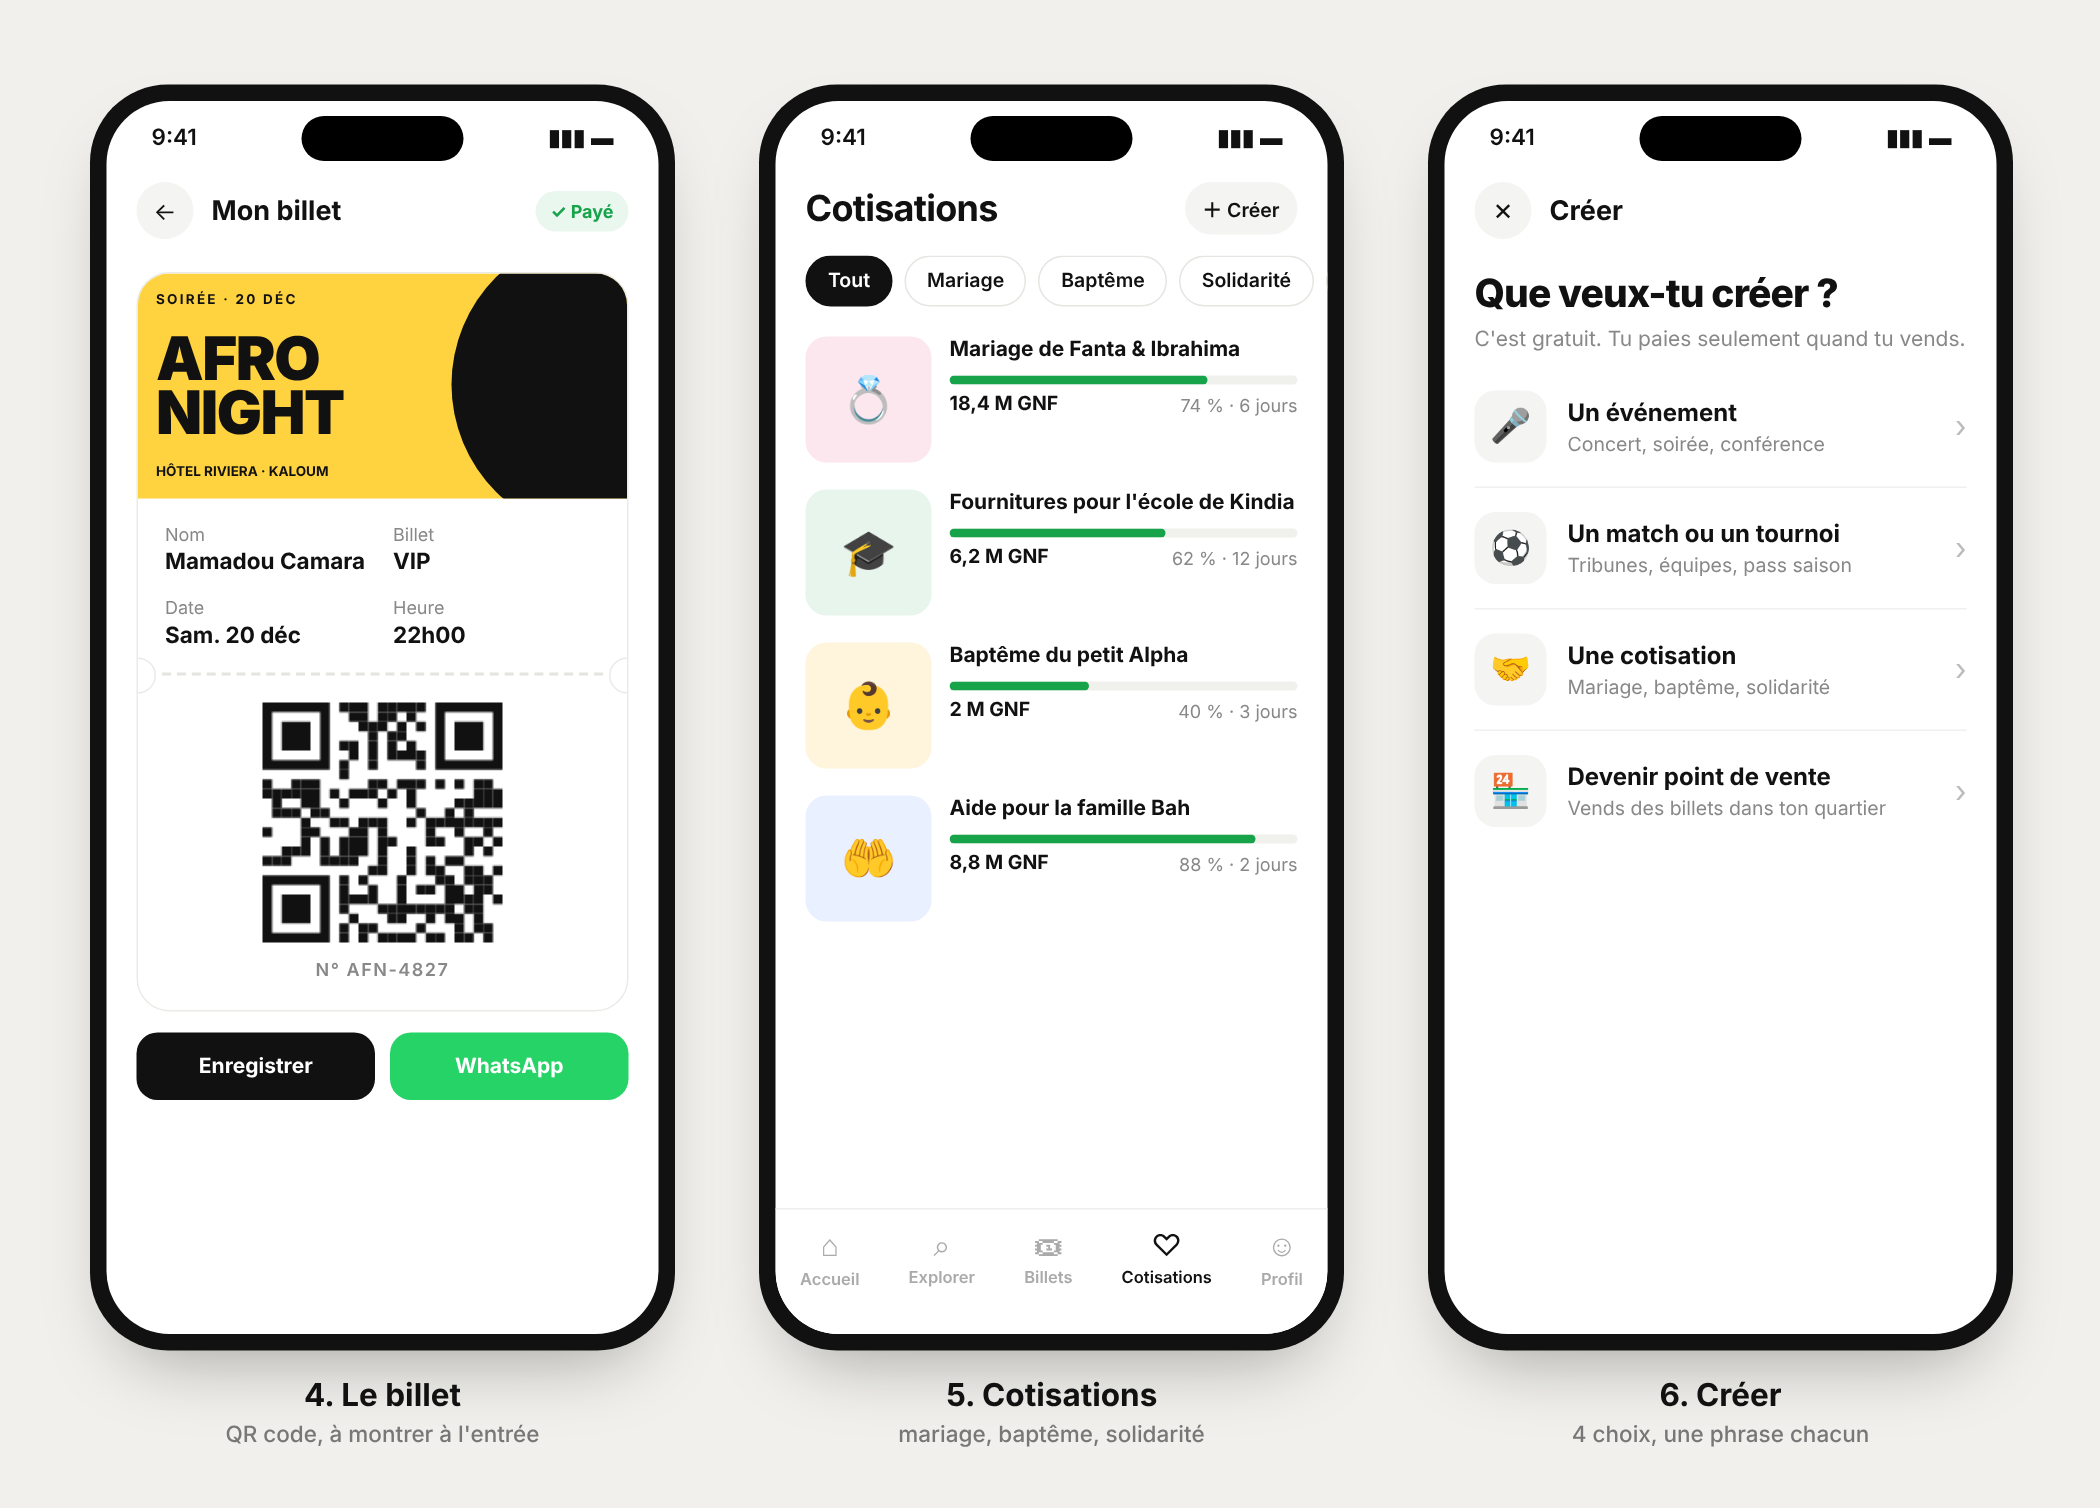 9:41
Mon billet
✓ Payé
SOIRÉE · 20 DÉC
AFRO
NIGHT
HÔTEL RIVIERA · KALOUM
Nom
Billet
Mamadou Camara
VIP
Date
Heure
Sam. 20 déc
22h00
N° AFN-4827
Enregistrer
WhatsApp
4. Le billet
QR code, à montrer à l'entrée
9:41
Cotisations
+ Créer
Tout
Mariage
Baptême
Solidarité
Mariage de Fanta & Ibrahima
18,4 M GNF
74 % · 6 jours
Fournitures pour l'école de Kindia
6,2 M GNF
62 % · 12 jours
Baptême du petit Alpha
2 M GNF
40 % · 3 jours
Aide pour la famille Bah
8,8 M GNF
88 % · 2 jours
Accueil
Explorer
Billets
Cotisations
Profil
5. Cotisations
mariage, baptême, solidarité
9:41
Créer
Que veux-tu créer ?
C'est gratuit. Tu paies seulement quand tu vends.
Un événement
Concert, soirée, conférence
Un match ou un tournoi
Tribunes, équipes, pass saison
Une cotisation
Mariage, baptême, solidarité
24
Devenir point de vente
Vends des billets dans ton quartier
6. Créer
4 choix, une phrase chacun